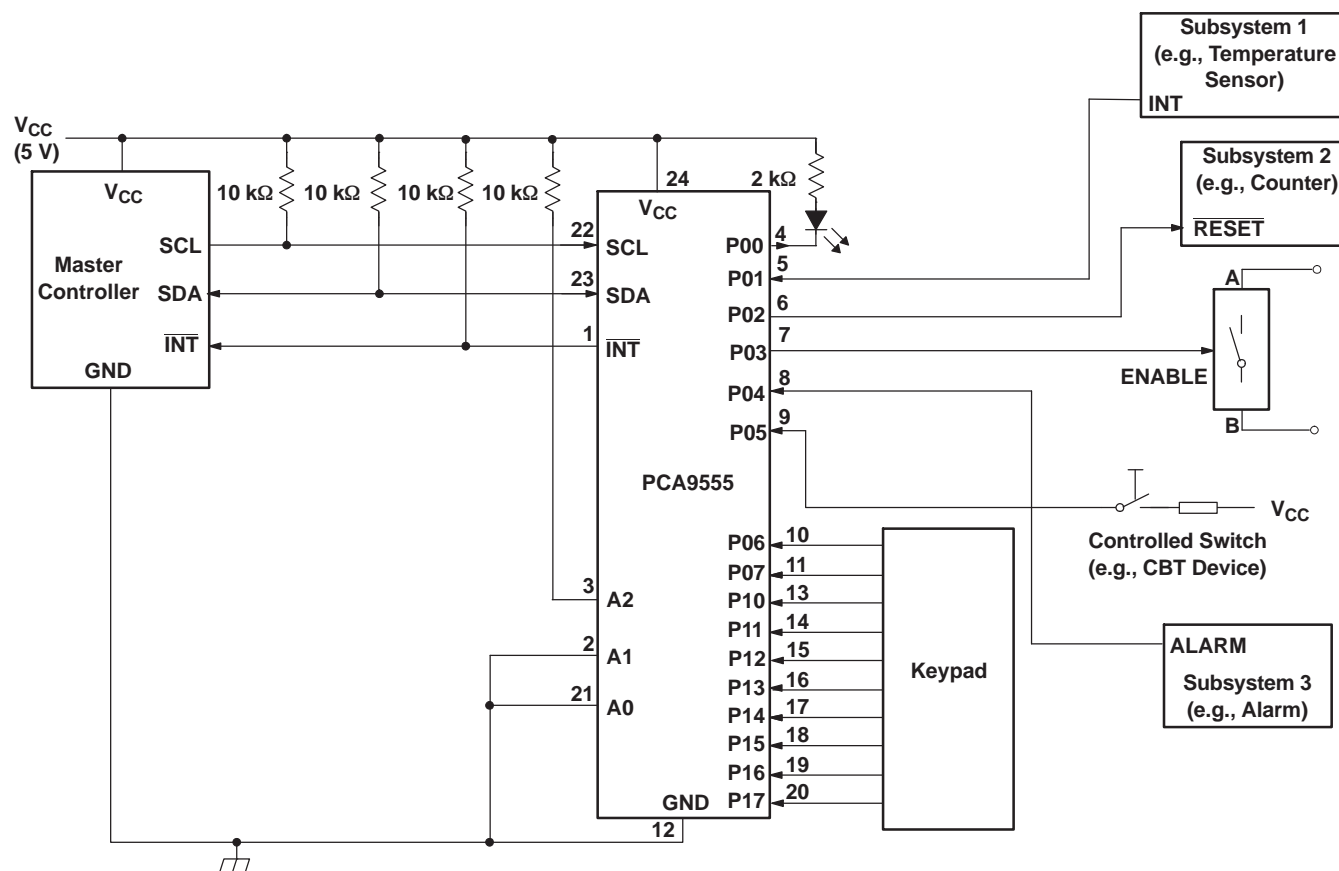 Subsystem 1
(e.g., Temperature
Sensor)
INT
VCC
(5 V)
VCC
10 kΩ
10 kΩ
10 kΩ
10 kΩ
24
VCC
2 kΩ
Subsystem 2
(e.g., Counter)
RESET
Master
Controller
SCL
SDA
INT
GND
22
SCL
23
SDA
1
INT
P00
4
P01
5
P02
6
P03
7
P04
8
P05
9
A
ENABLE
B
PCA9555
VCC
Controlled Switch
(e.g., CBT Device)
P06
10
P07
11
P10
13
P11
14
P12
15
P13
16
P14
17
P15
18
P16
19
P17
20
Keypad
3
A2
2
A1
21
A0
GND
12
ALARM
Subsystem 3
(e.g., Alarm)